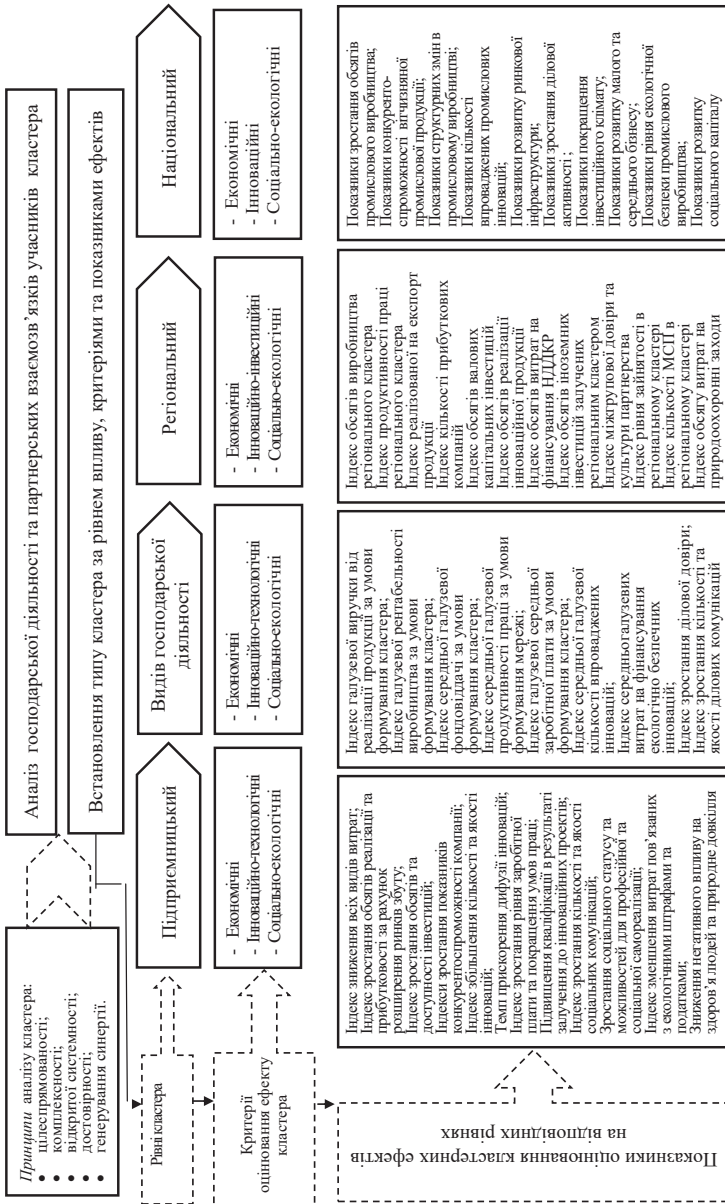 Аналіз господарської діяльності та партнерських взаємозв’язків учасників кластера
Встановлення типу кластера за рівнем впливу, критеріями та показниками ефектів
Принципи аналізу кластера:
• цілеспрямованості;
• комплексності;
• відкритої системності;
• достовірності;
• генерування синергії.
Рівні кластера
Підприємницький
Видів господарської
діяльності
Регіональний
Національний
Критерії
оцінювання ефекту
кластера
- Економічні
- Інноваційно-технологічні
- Соціально-екологічні
- Економічні
- Інноваційно-технологічні
- Соціально-екологічні
- Економічні
- Інноваційно-інвестиційні
- Соціально-екологічні
- Економічні
- Інноваційні
- Соціально-екологічні
Показники оцінювання кластерних ефектів
на відповідних рівнях
Індекс зниження всіх видів витрат;
Індекс зростання обсягів реалізації та
прибутковості за рахунок
розширення ринків збуту;
Індекс зростання обсягів та
доступності інвестицій;
Індекси зростання показників
конкурентоспроможності компанії;
Індекс збільшення кількості та якості
інновацій;
Темп прискорення дифузії інновацій;
Індекс зростання рівня заробітної
плати та покращення умов праці;
Підвищення кваліфікації в результаті
залучення до інноваційних проектів;
Індекс зростання кількості та якості
соціальних комунікацій;
Зростання соціального статусу та
можливостей для професійної та
соціальної самореалізації;
Індекс зменшення витрат пов’язаних
з екологічними штрафами та
податками;
Зниження негативного впливу на
здоров’я людей та природне довкілля
Індекс галузевої виручки від
реалізації продукції за умови
формування кластера;
Індекс галузевої рентабельності
виробництва за умови
формування кластера;
Індекс середньої галузевої
фондовіддачі за умови
формування кластера;
Індекс середньої галузевої
продуктивності праці за умови
формування мережі;
Індекс галузевої середньої
заробітної плати за умови
формування кластера;
Індекс середньої галузевої
кількості впроваджених
інновацій;
Індекс середньогалузевих
витрат на фінансування
екологічно безпечних
інновацій;
Індекс зростання ділової довіри;
Індекс зростання кількості та
якості ділових комунікацій
Індекс обсягів виробництва
регіонального кластера
Індекс продуктивності праці
регіонального кластера
Індекс реалізованої на експорт
продукції
Індекс кількості прибуткових
компаній
Індекс обсягів валових
капітальних інвестицій
Індекс обсягів реалізації
інноваційної продукції
Індекс обсягів витрат на
фінансування НДДКР
Індекс обсягів іноземних
інвестицій залучених
регіональним кластером
Індекс міжгрупової довіри та
культури партнерства
Індекс рівня зайнятості в
регіональному кластері
Індекс кількості МСП в
регіональному кластері
Індекс обсягу витрат на
природоохоронні заходи
Показники зростання обсягів
промислового виробництва;
Показники конкуренто-
спроможності вітчизняної
промислової продукції;
Показники структурних змін в
промисловому виробництві;
Показники кількості
впроваджених промислових
інновацій;
Показники розвитку ринкової
інфраструктури;
Показники зростання ділової
активності;
Показники покращення
інвестиційного клімату;
Показники розвитку малого та
середнього бізнесу;
Показники рівня екологічної
безпеки промислового
виробництва;
Показники розвитку
соціального капіталу